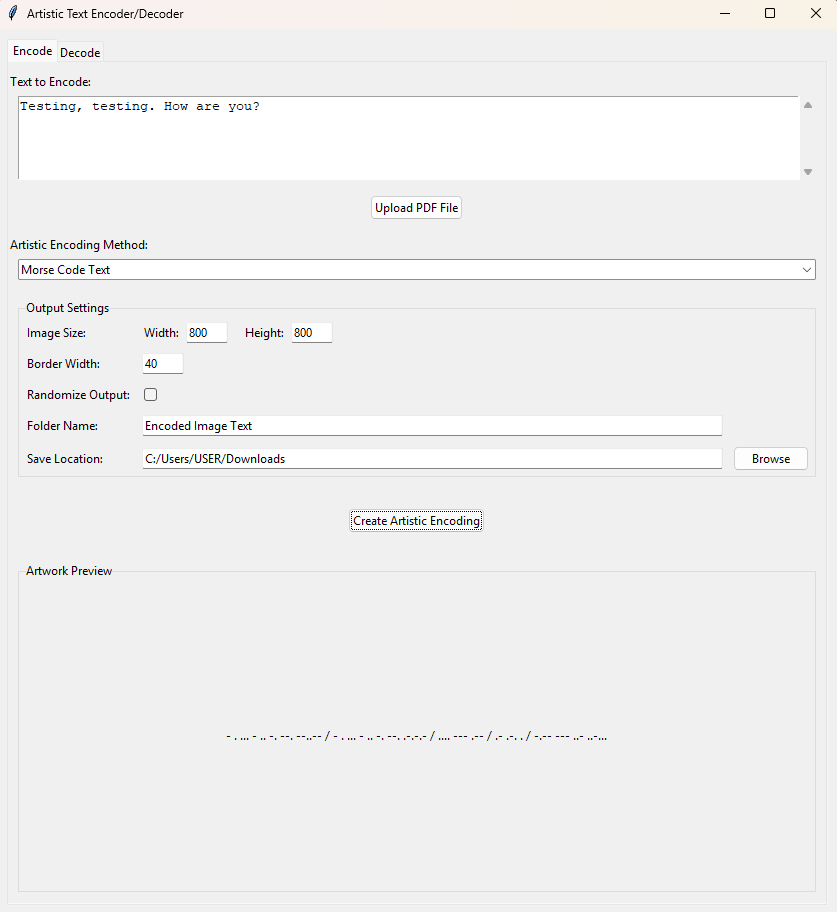 Artistic Text Encoder/Decoder
Encode Decode
Text to Encode:
Testing, testing. How are you?
Upload PDF File
Artistic Encoding Method:
Morse Code Text
Output Settings
Image Size: Width: 800 Height: 800
Border Width: 40
Randomize Output:
Folder Name: Encoded Image Text
Save Location: C:/Users/USER/Downloads Browse
Create Artistic Encoding
Artwork Preview
- . ... - .. -. --. --..-- / - . ... - .. -. --. .-.-.- / .... --- .-- / .- .-. . / -.-- --- ..- ..-...